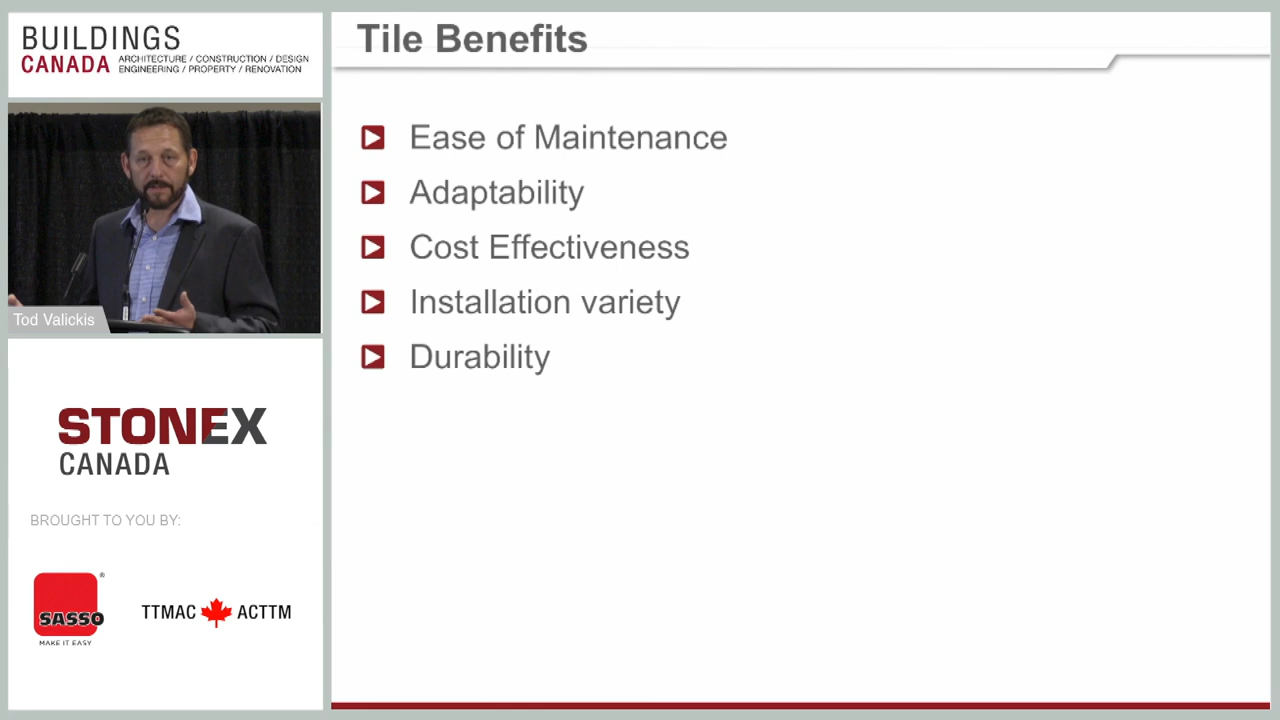 BUILDINGS
CANADA
ARCHITECTURE / CONSTRUCTION / DESIGN
ENGINEERING / PROPERTY / RENOVATION
Tod Valickis
STONEX
CANADA
BROUGHT TO YOU BY:
SASSO
®
MAKE IT EASY
TTMAC ACTTM
Tile Benefits
Ease of Maintenance
Adaptability
Cost Effectiveness
Installation variety
Durability